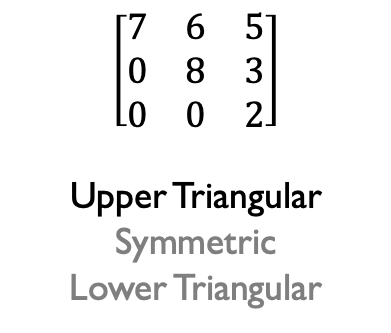 7 6 5
0 8 3
0 0 2
Upper Triangular
Symmetric
Lower Triangular